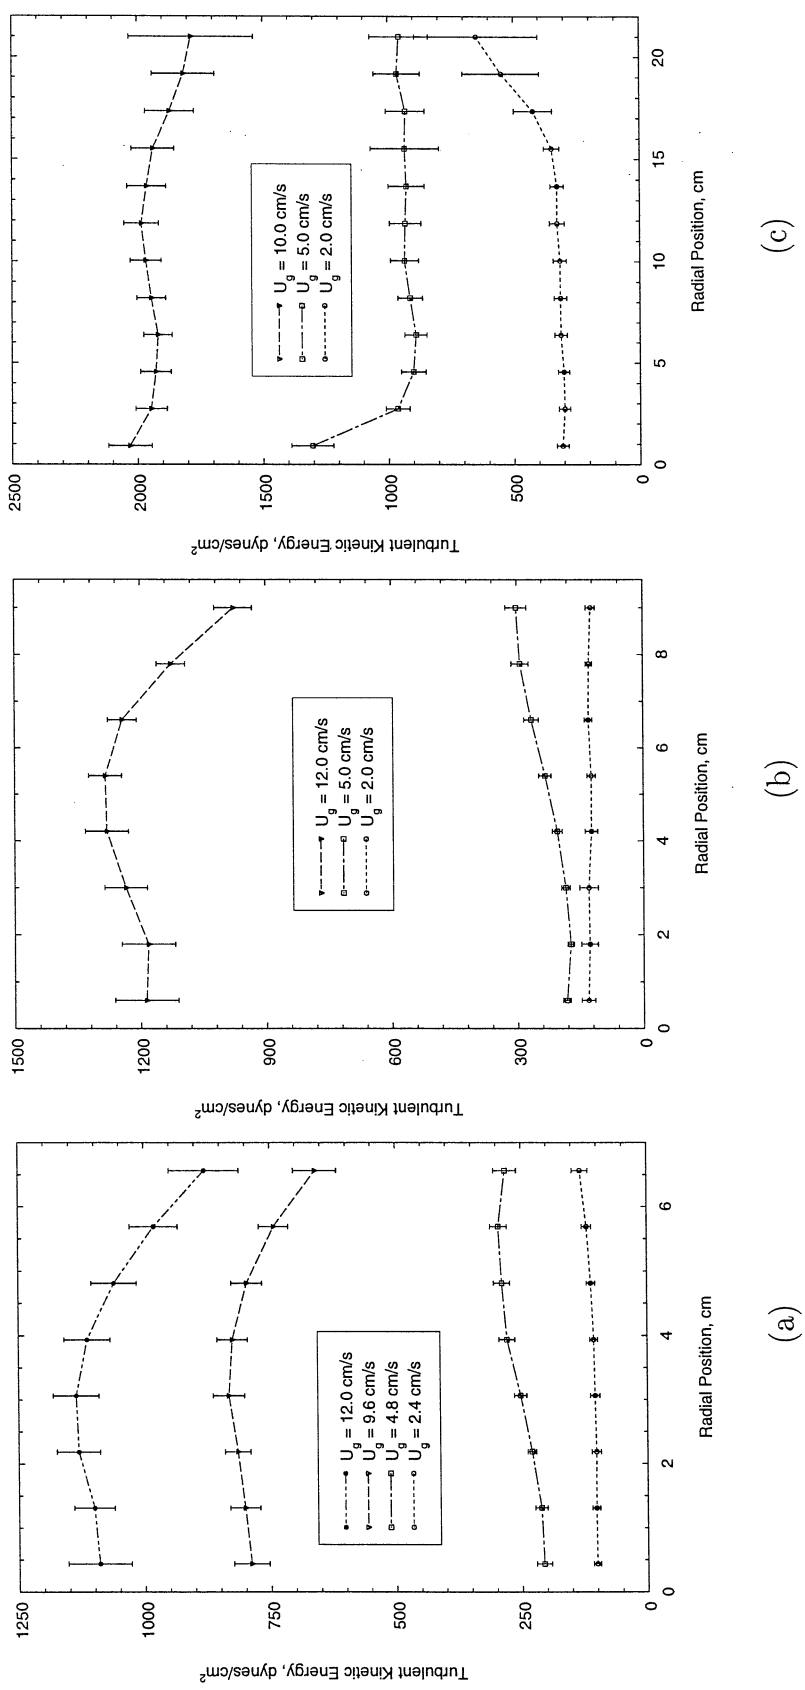 1250
1000
750
500
250
0
Turbulent Kinetic Energy, dynes/cm²
U_g = 12.0 cm/s
U_g = 9.6 cm/s
U_g = 4.8 cm/s
U_g = 2.4 cm/s
0 2 4 6
Radial Position, cm
(a)
1500
1200
900
600
300
0
Turbulent Kinetic Energy, dynes/cm²
U_g = 12.0 cm/s
U_g = 5.0 cm/s
U_g = 2.0 cm/s
0 2 4 6 8
Radial Position, cm
(b)
2500
2000
1500
1000
500
0
Turbulent Kinetic Energy, dynes/cm²
U_g = 10.0 cm/s
U_g = 5.0 cm/s
U_g = 2.0 cm/s
0 5 10 15 20
Radial Position, cm
(c)